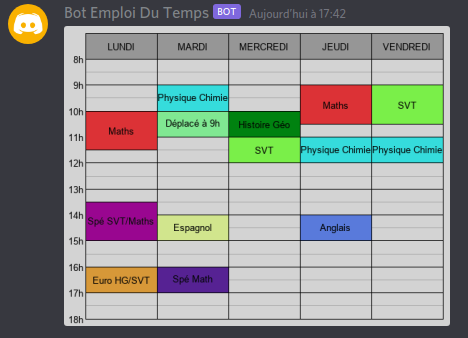 Bot Emploi Du Temps BOT Aujourd'hui à 17:42
LUNDI MARDI MERCREDI JEUDI VENDREDI
8h
9h
Physique Chimie Maths SVT
10h
Maths Déplacé à 9h Histoire Géo
11h
SVT Physique Chimie Physique Chimie
12h
13h
14h
Spé SVT/Maths Espagnol Anglais
15h
16h
Euro HG/SVT Spé Math
17h
18h